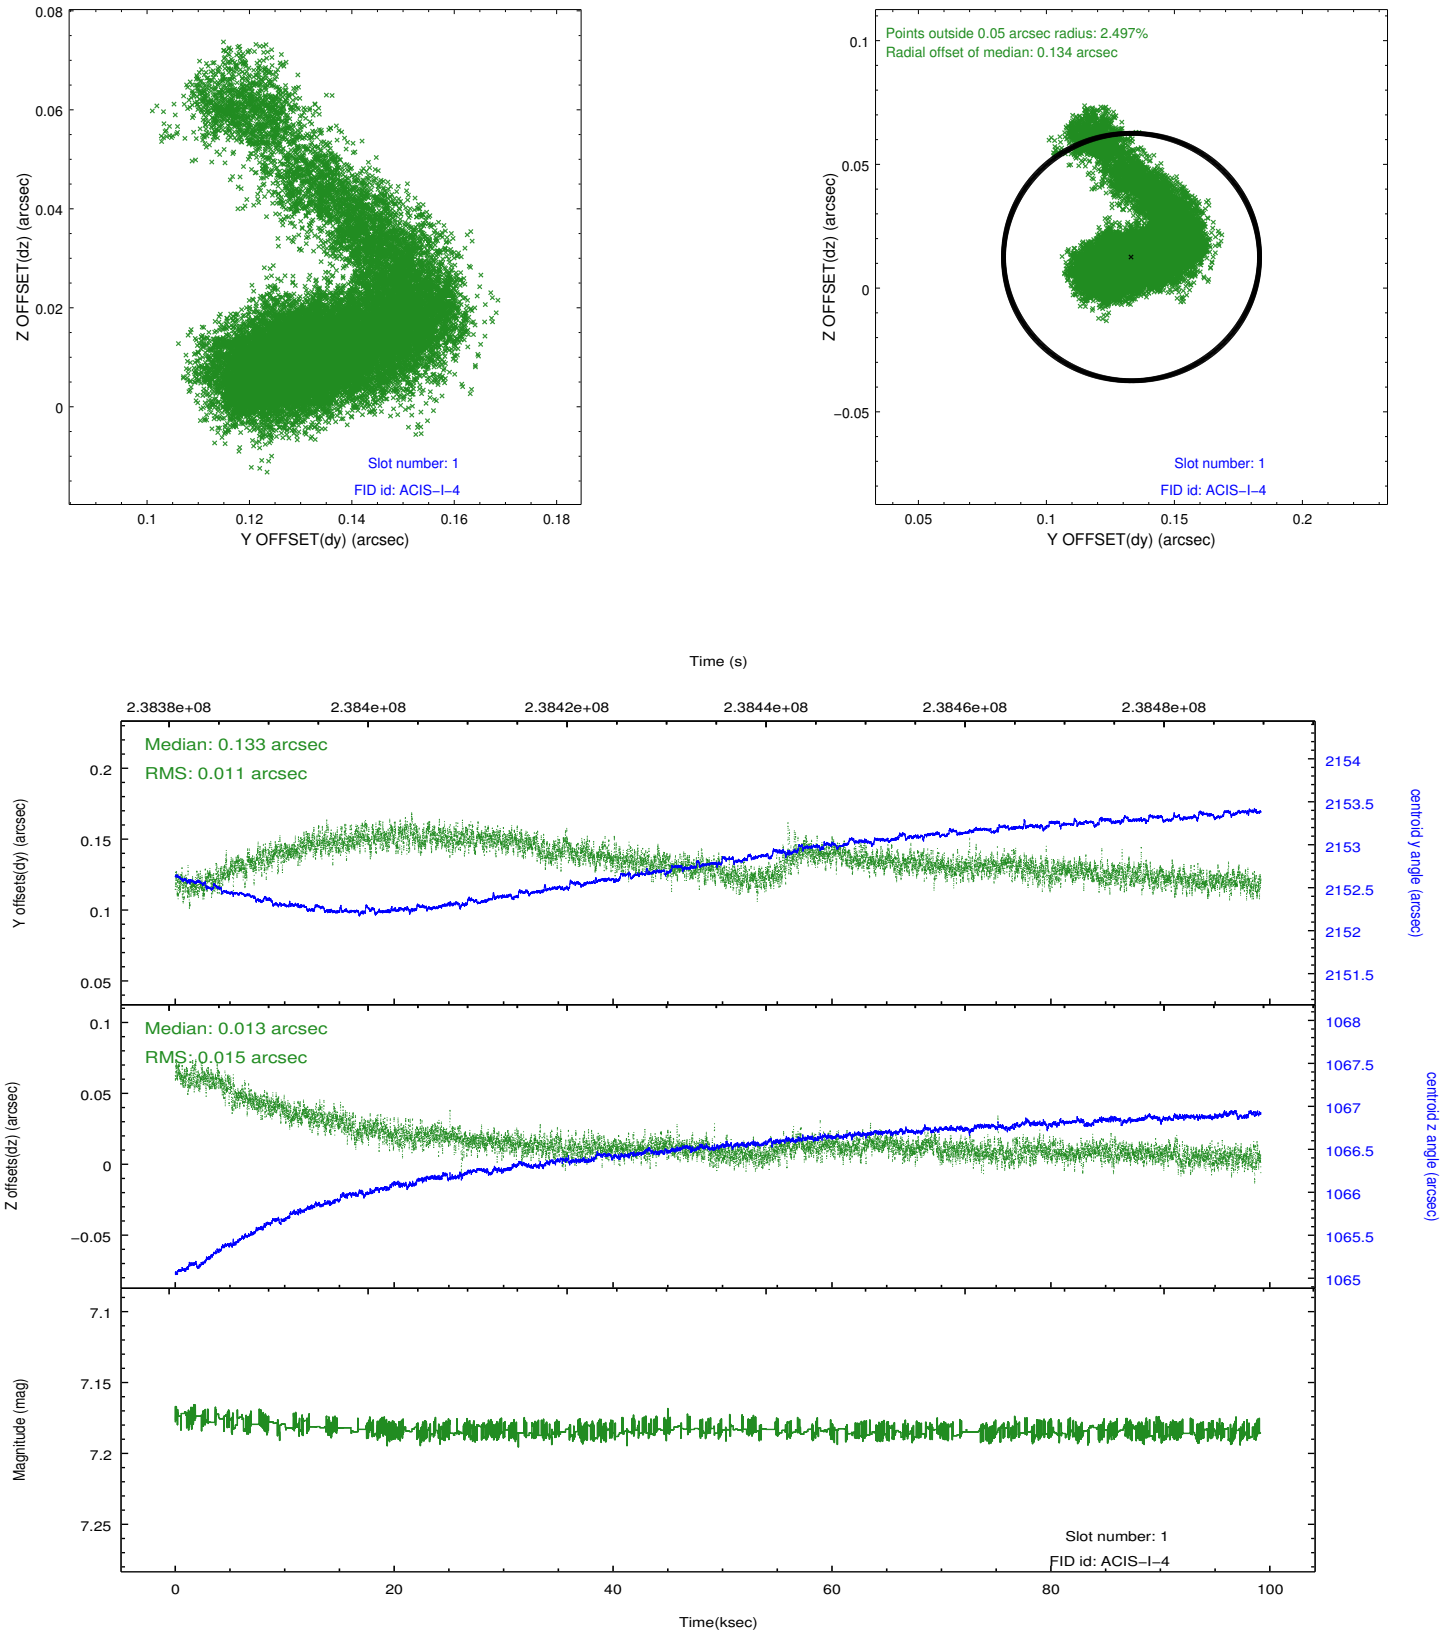 0.08
0.06
0.04
0.02
0
Z OFFSET(dz) (arcsec)
Slot number: 1
FID id: ACIS−I−4
0.1
0.12
0.14
0.16
0.18
Y OFFSET(dy) (arcsec)
Points outside 0.05 arcsec radius: 2.497%
Radial offset of median: 0.134 arcsec
0.1
0.05
0
−0.05
Z OFFSET(dz) (arcsec)
Slot number: 1
FID id: ACIS−I−4
0.05
0.1
0.15
0.2
Y OFFSET(dy) (arcsec)
Time (s)
2.3838e+08
2.384e+08
2.3842e+08
2.3844e+08
2.3846e+08
2.3848e+08
Median: 0.133 arcsec
RMS: 0.011 arcsec
0.2
0.15
0.1
0.05
Y offsets(dy) (arcsec)
2154
2153.5
2153
2152.5
2152
2151.5
centroid y angle (arcsec)
Median: 0.013 arcsec
RMS: 0.015 arcsec
0.1
0.05
0
−0.05
Z offsets(dz) (arcsec)
1068
1067.5
1067
1066.5
1066
1065.5
1065
centroid z angle (arcsec)
7.1
7.15
7.2
7.25
Magnitude (mag)
Slot number: 1
FID id: ACIS−I−4
0
20
40
60
80
100
Time(ksec)